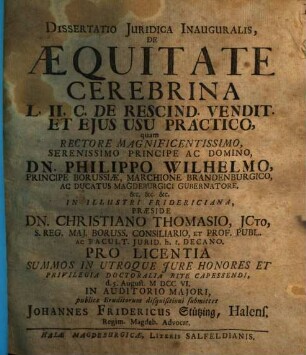 DISSERTATIO JURIDICA INAUGURALIS,
DE
ÆQUITATE
CEREBRINA
L. II. C. DE RESCIND. VENDIT.
ET EJUS USU PRACTICO,
quam
RECTORE MAGNIFICENTISSIMO,
SERENISSIMO PRINCIPE AC DOMINO,
DN. PHILIPPO WILHELMO,
PRINCIPE BORUSSIÆ, MARCHIONE BRANDENBURGICO,
AC DUCATUS MAGDEBURGICI GUBERNATORE,
&c. &c. &c.
IN ILLUSTRI FRIDERICIANA,
PRÆSIDE
DN. CHRISTIANO THOMASIO, JCto,
S. REG. MAJ. BORUSS. CONSILIARIO, ET PROF. PUBL.
AC FACULT. JURID. h. t. DECANO.
PRO LICENTIA
SUMMOS IN UTROQUE JURE HONORES ET
PRIVILEGIA DOCTORALIA RITE CAPESSENDI,
August. M DCC VI.
IN AUDITORIO MAJORI,
publicæ Eruditorum disquisitioni submittet
JOHANNES FRIDERICUS Stützing, Halens.
Regim. Magdeb. Advocat.
HALÆ MAGDEBURGICÆ, LITERIS SALFELDIANIS.